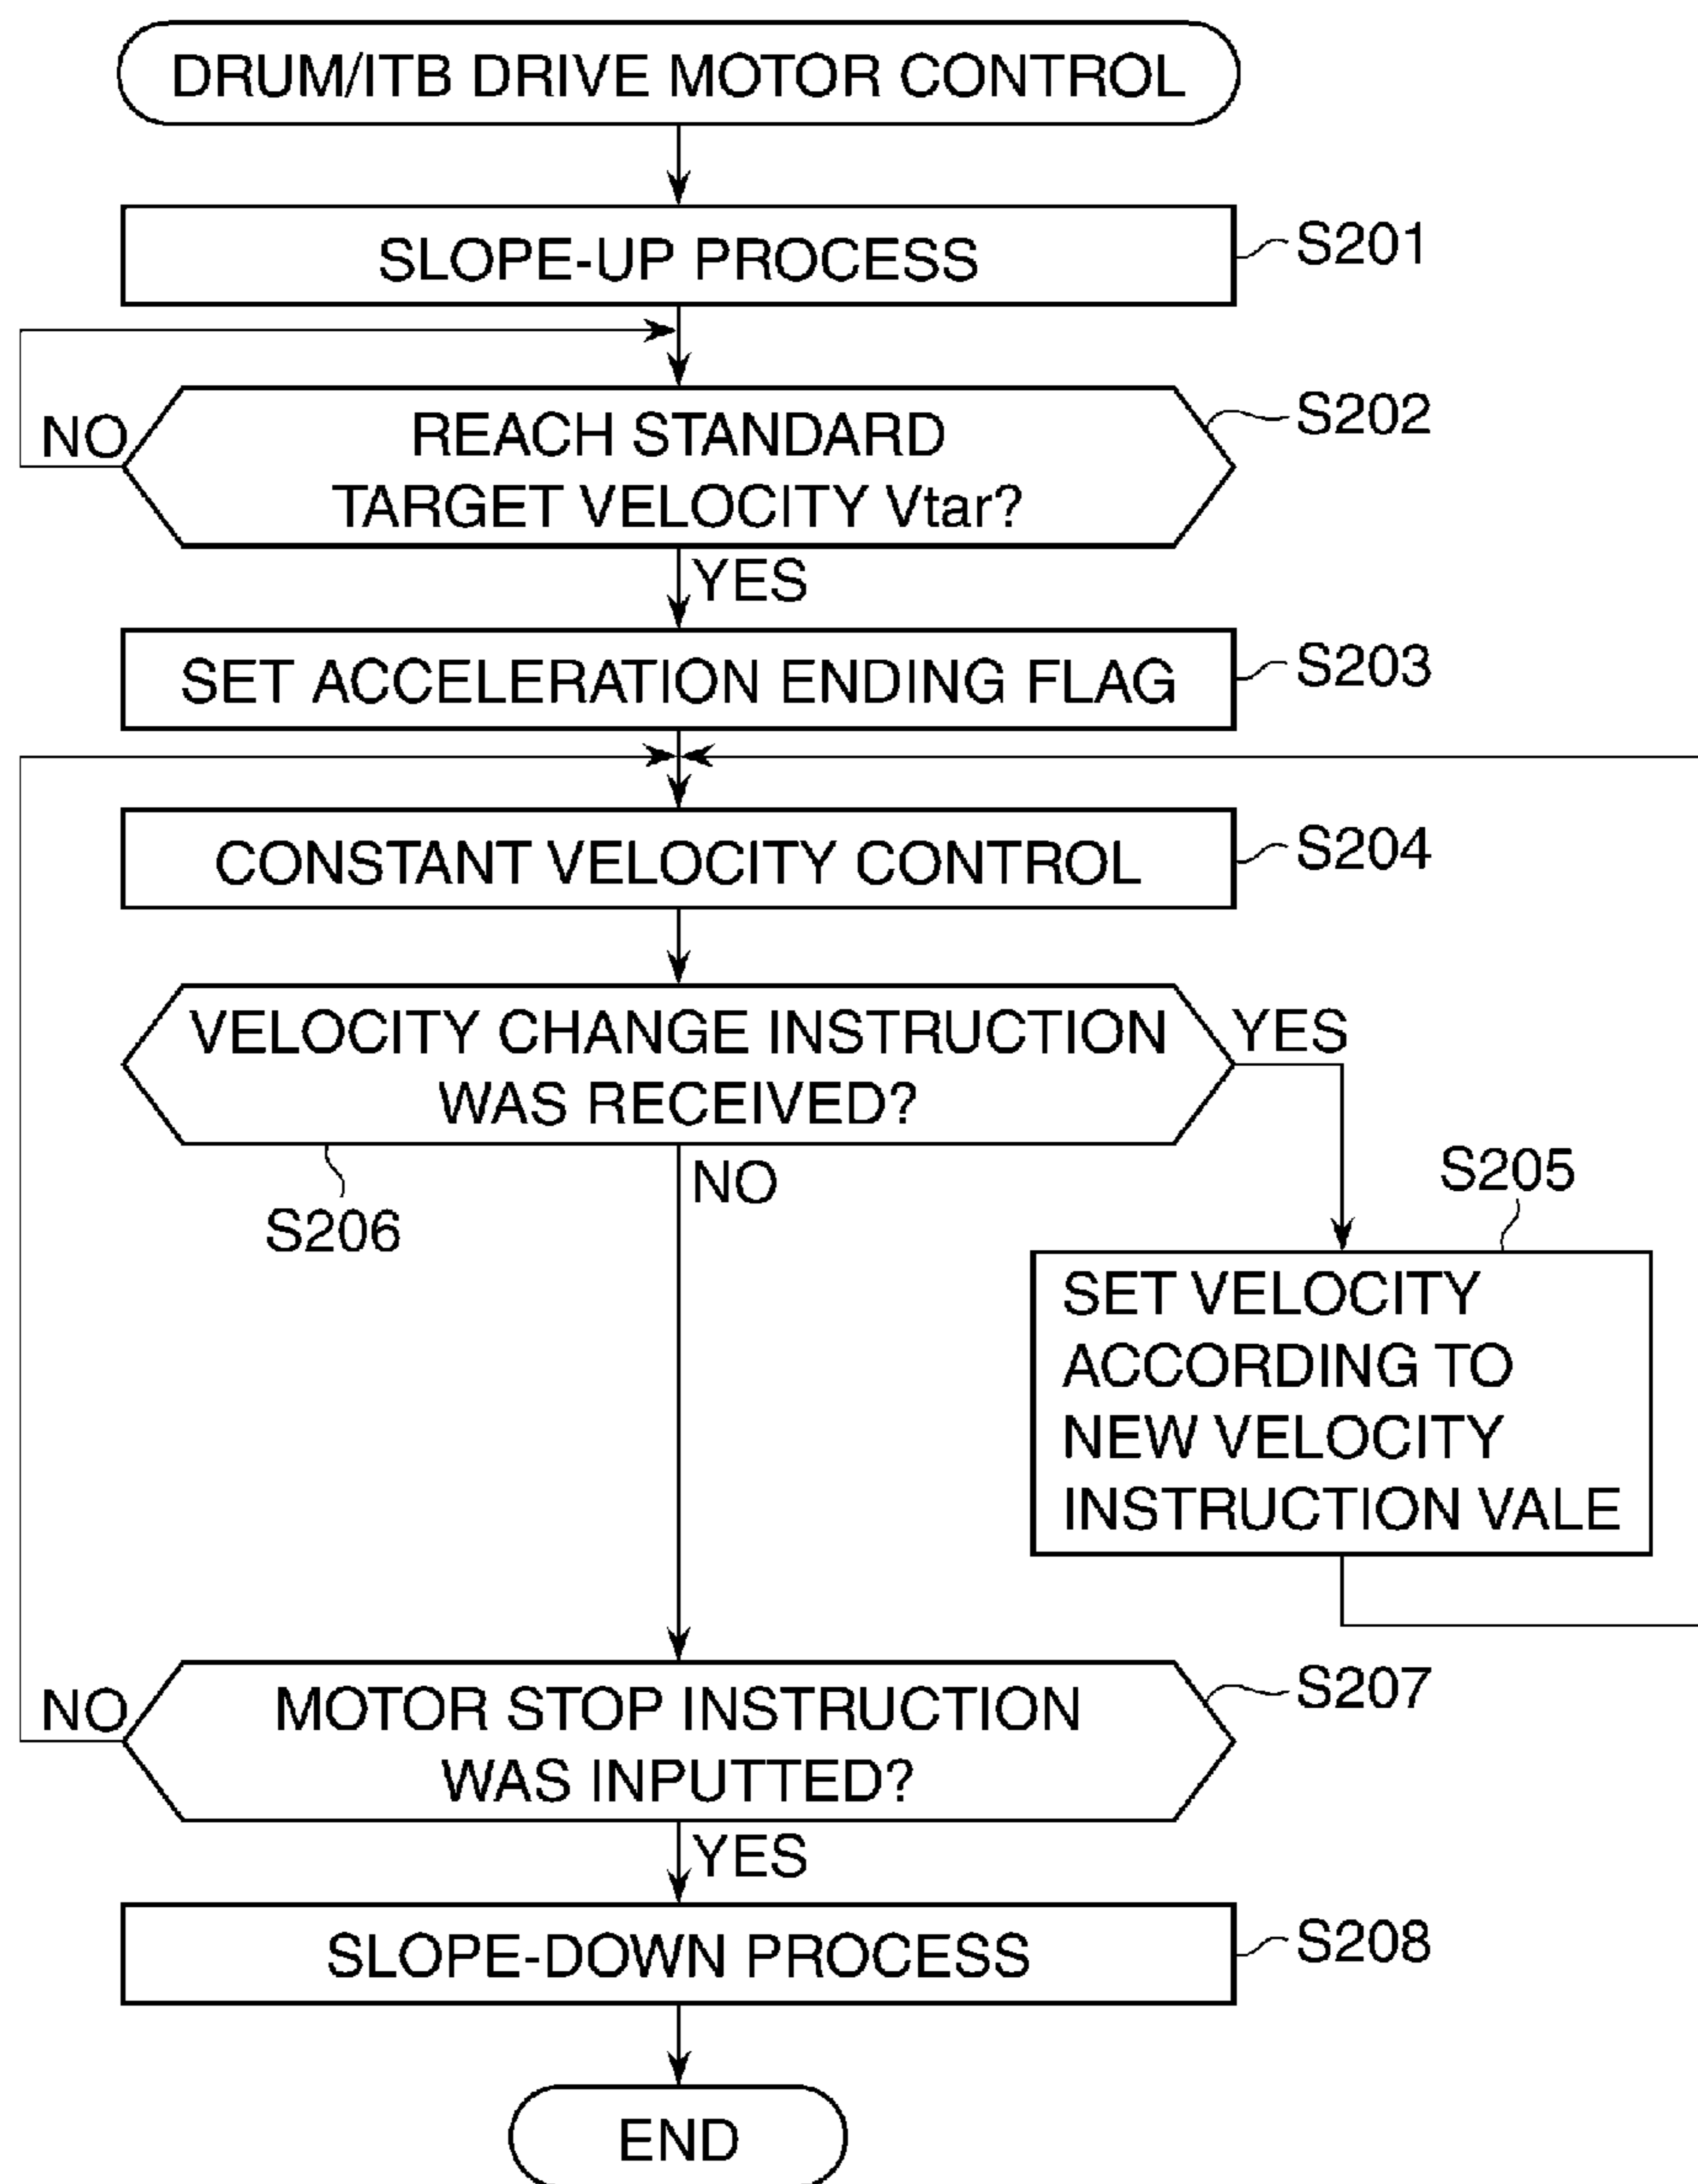 DRUM/ITB DRIVE MOTOR CONTROL
SLOPE-UP PROCESS
S201
NO
REACH STANDARD
TARGET VELOCITY Vtar?
S202
YES
SET ACCELERATION ENDING FLAG
S203
CONSTANT VELOCITY CONTROL
S204
VELOCITY CHANGE INSTRUCTION
WAS RECEIVED?
YES
S206
NO
S205
SET VELOCITY
ACCORDING TO
NEW VELOCITY
INSTRUCTION VALE
NO
MOTOR STOP INSTRUCTION
WAS INPUTTED?
S207
YES
SLOPE-DOWN PROCESS
S208
END